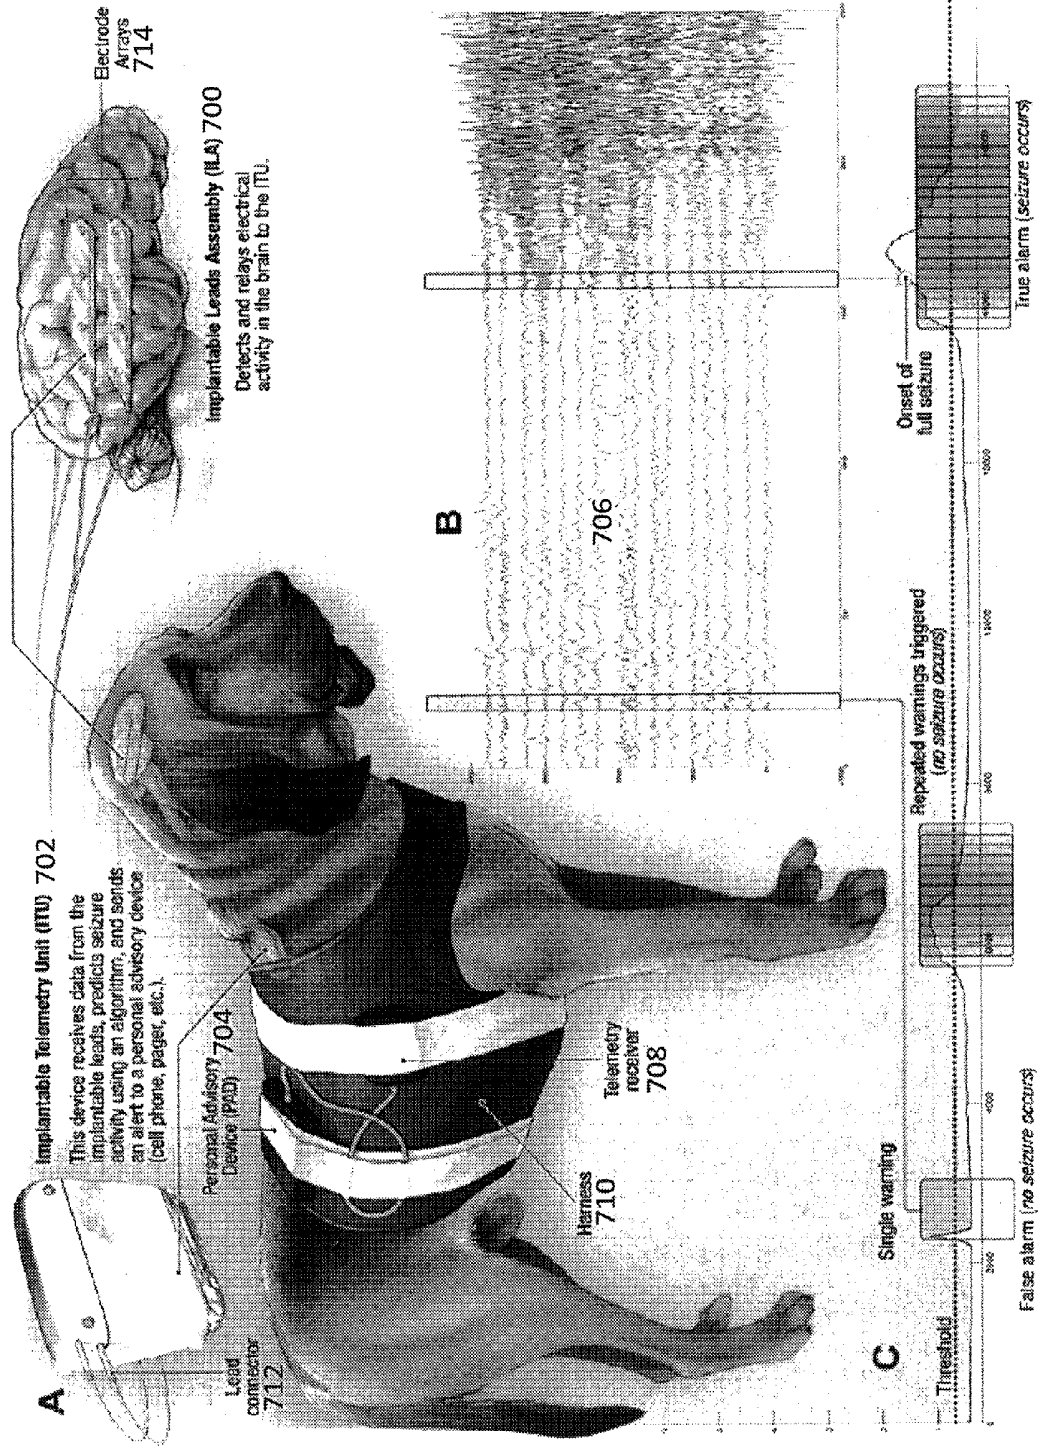 A
Implantable Telemetry Unit (ITU) 702
This device receives data from the
implantable leads, predicts seizure
activity using an algorithm, and sends
an alert to a personal advisory device
(cell phone, pager, etc.).
Lead
connector
712
Personal Advisory
Device (PAD) 704
Electrode
Arrays
714
Implantable Leads Assembly (ILA) 700
Detects and relays electrical
activity in the brain to the ITU.
Harness
710
Telemetry
receiver
708
B
706
C
Threshold
Single warning
Repeated warnings triggered
(no seizure occurs)
Onset of
full seizure
2000
4000
10000
False alarm (no seizure occurs)
True alarm (seizure occurs)